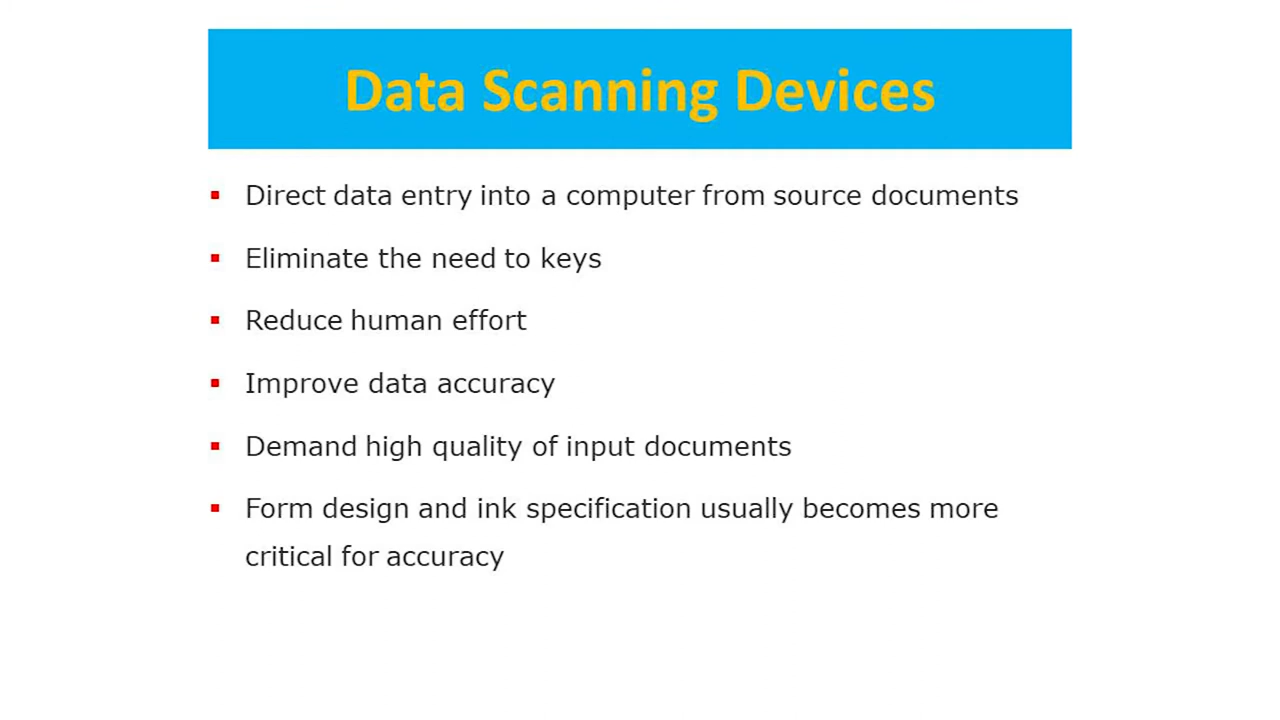 Data Scanning Devices
▪ Direct data entry into a computer from source documents
▪ Eliminate the need to keys
▪ Reduce human effort
▪ Improve data accuracy
▪ Demand high quality of input documents
▪ Form design and ink specification usually becomes more
critical for accuracy